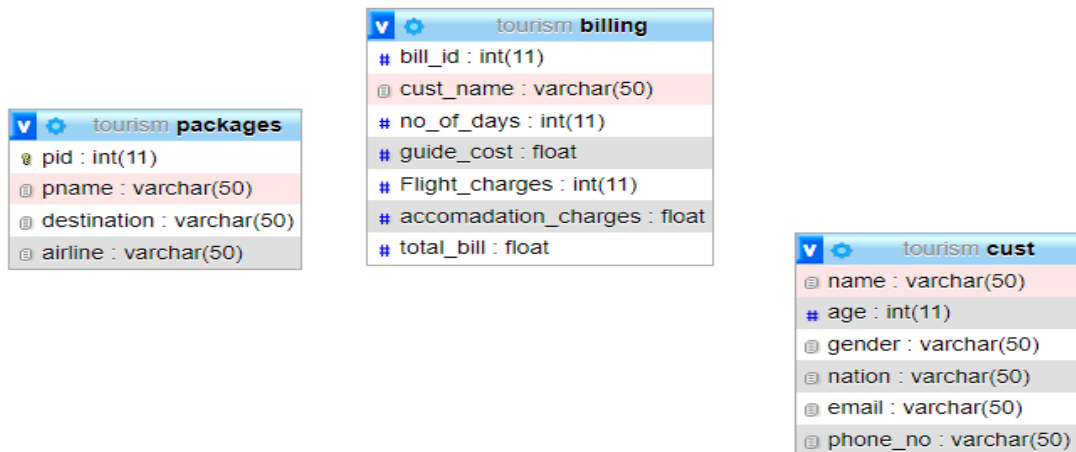 tourism packages
pid : int(11)
pname : varchar(50)
destination : varchar(50)
airline : varchar(50)
tourism billing
bill_id : int(11)
cust_name : varchar(50)
no_of_days : int(11)
guide_cost : float
Flight_charges : int(11)
accomadation_charges : float
total_bill : float
tourism cust
name : varchar(50)
age : int(11)
gender : varchar(50)
nation : varchar(50)
email : varchar(50)
phone_no : varchar(50)